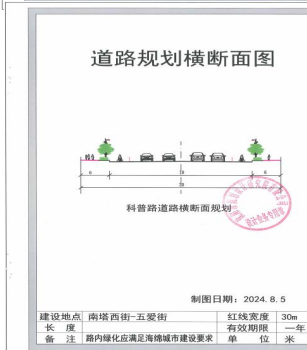 道路规划横断面图
6
6
科普路道路横断面规划
制图日期：2024.8.5
建设地点 南塔西街-五爱街 红线宽度 30m
长 度 有效期限 一年
备 注 路内绿化应满足海绵城市建设要求 单 位 米